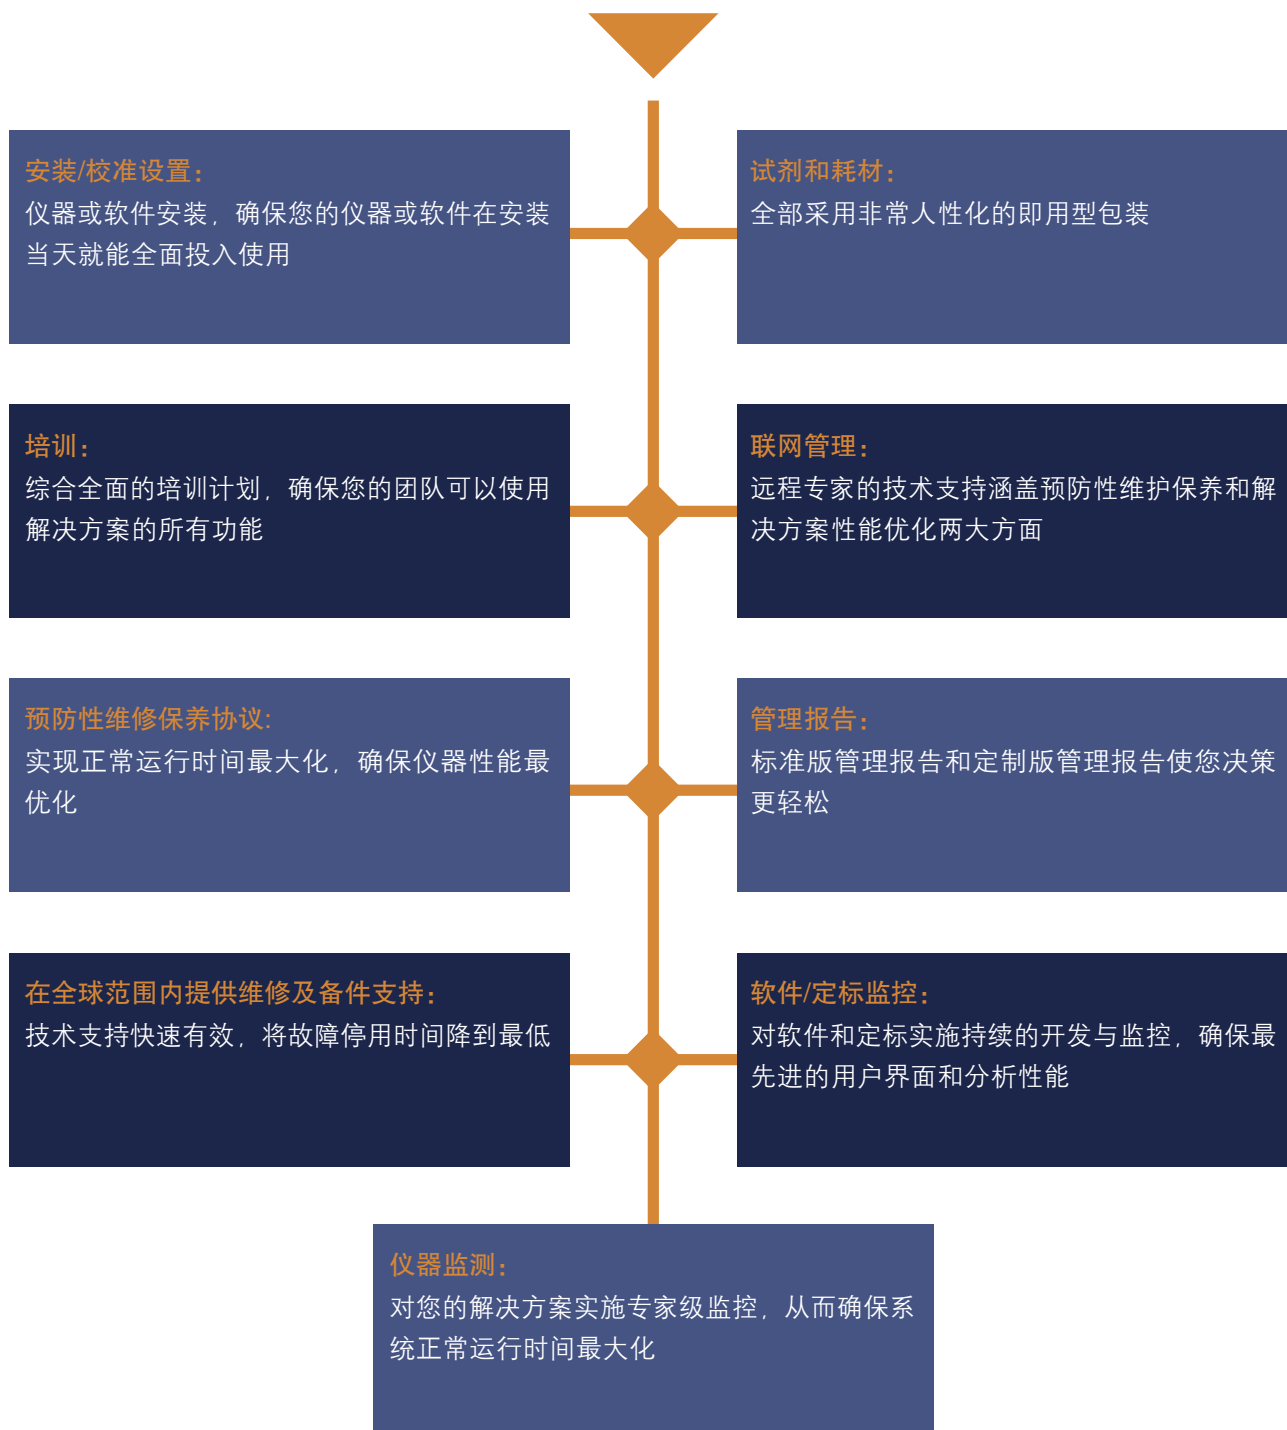 安装/校准设置：
仪器或软件安装，确保您的仪器或软件在安装
当天就能全面投入使用
试剂和耗材：
全部采用非常人性化的即用型包装
培训：
综合全面的培训计划，确保您的团队可以使用
解决方案的所有功能
联网管理：
远程专家的技术支持涵盖预防性维护保养和解
决方案性能优化两大方面
预防性维修保养协议:
实现正常运行时间最大化，确保仪器性能最
优化
管理报告：
标准版管理报告和定制版管理报告使您决策
更轻松
在全球范围内提供维修及备件支持：
技术支持快速有效，将故障停用时间降到最低
软件/定标监控：
对软件和定标实施持续的开发与监控，确保最
先进的用户界面和分析性能
仪器监测：
对您的解决方案实施专家级监控，从而确保系
统正常运行时间最大化